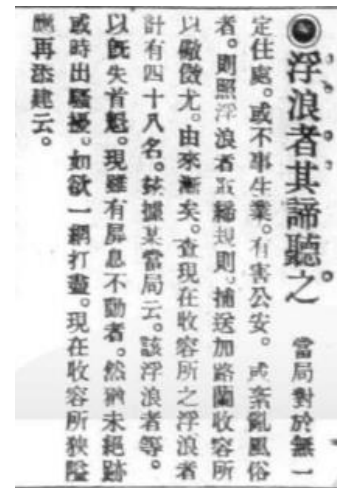 ◉浮浪者其諦聽之。 當局對於無一
定住處。或不事生業。有害公安。或紊亂風俗
者。則照浮浪者取締規則。捕送加路蘭收容所
以儆傚尤。由來漸矣。查現在收容所之浮浪者
計有四十八名。該據某當局云。該浮浪者等。
以既失首魁。現雖有屏息不動者。然猶未絕跡
或時出騷擾。如欲一網打盡。現在收容所狹隘
應再添建云。